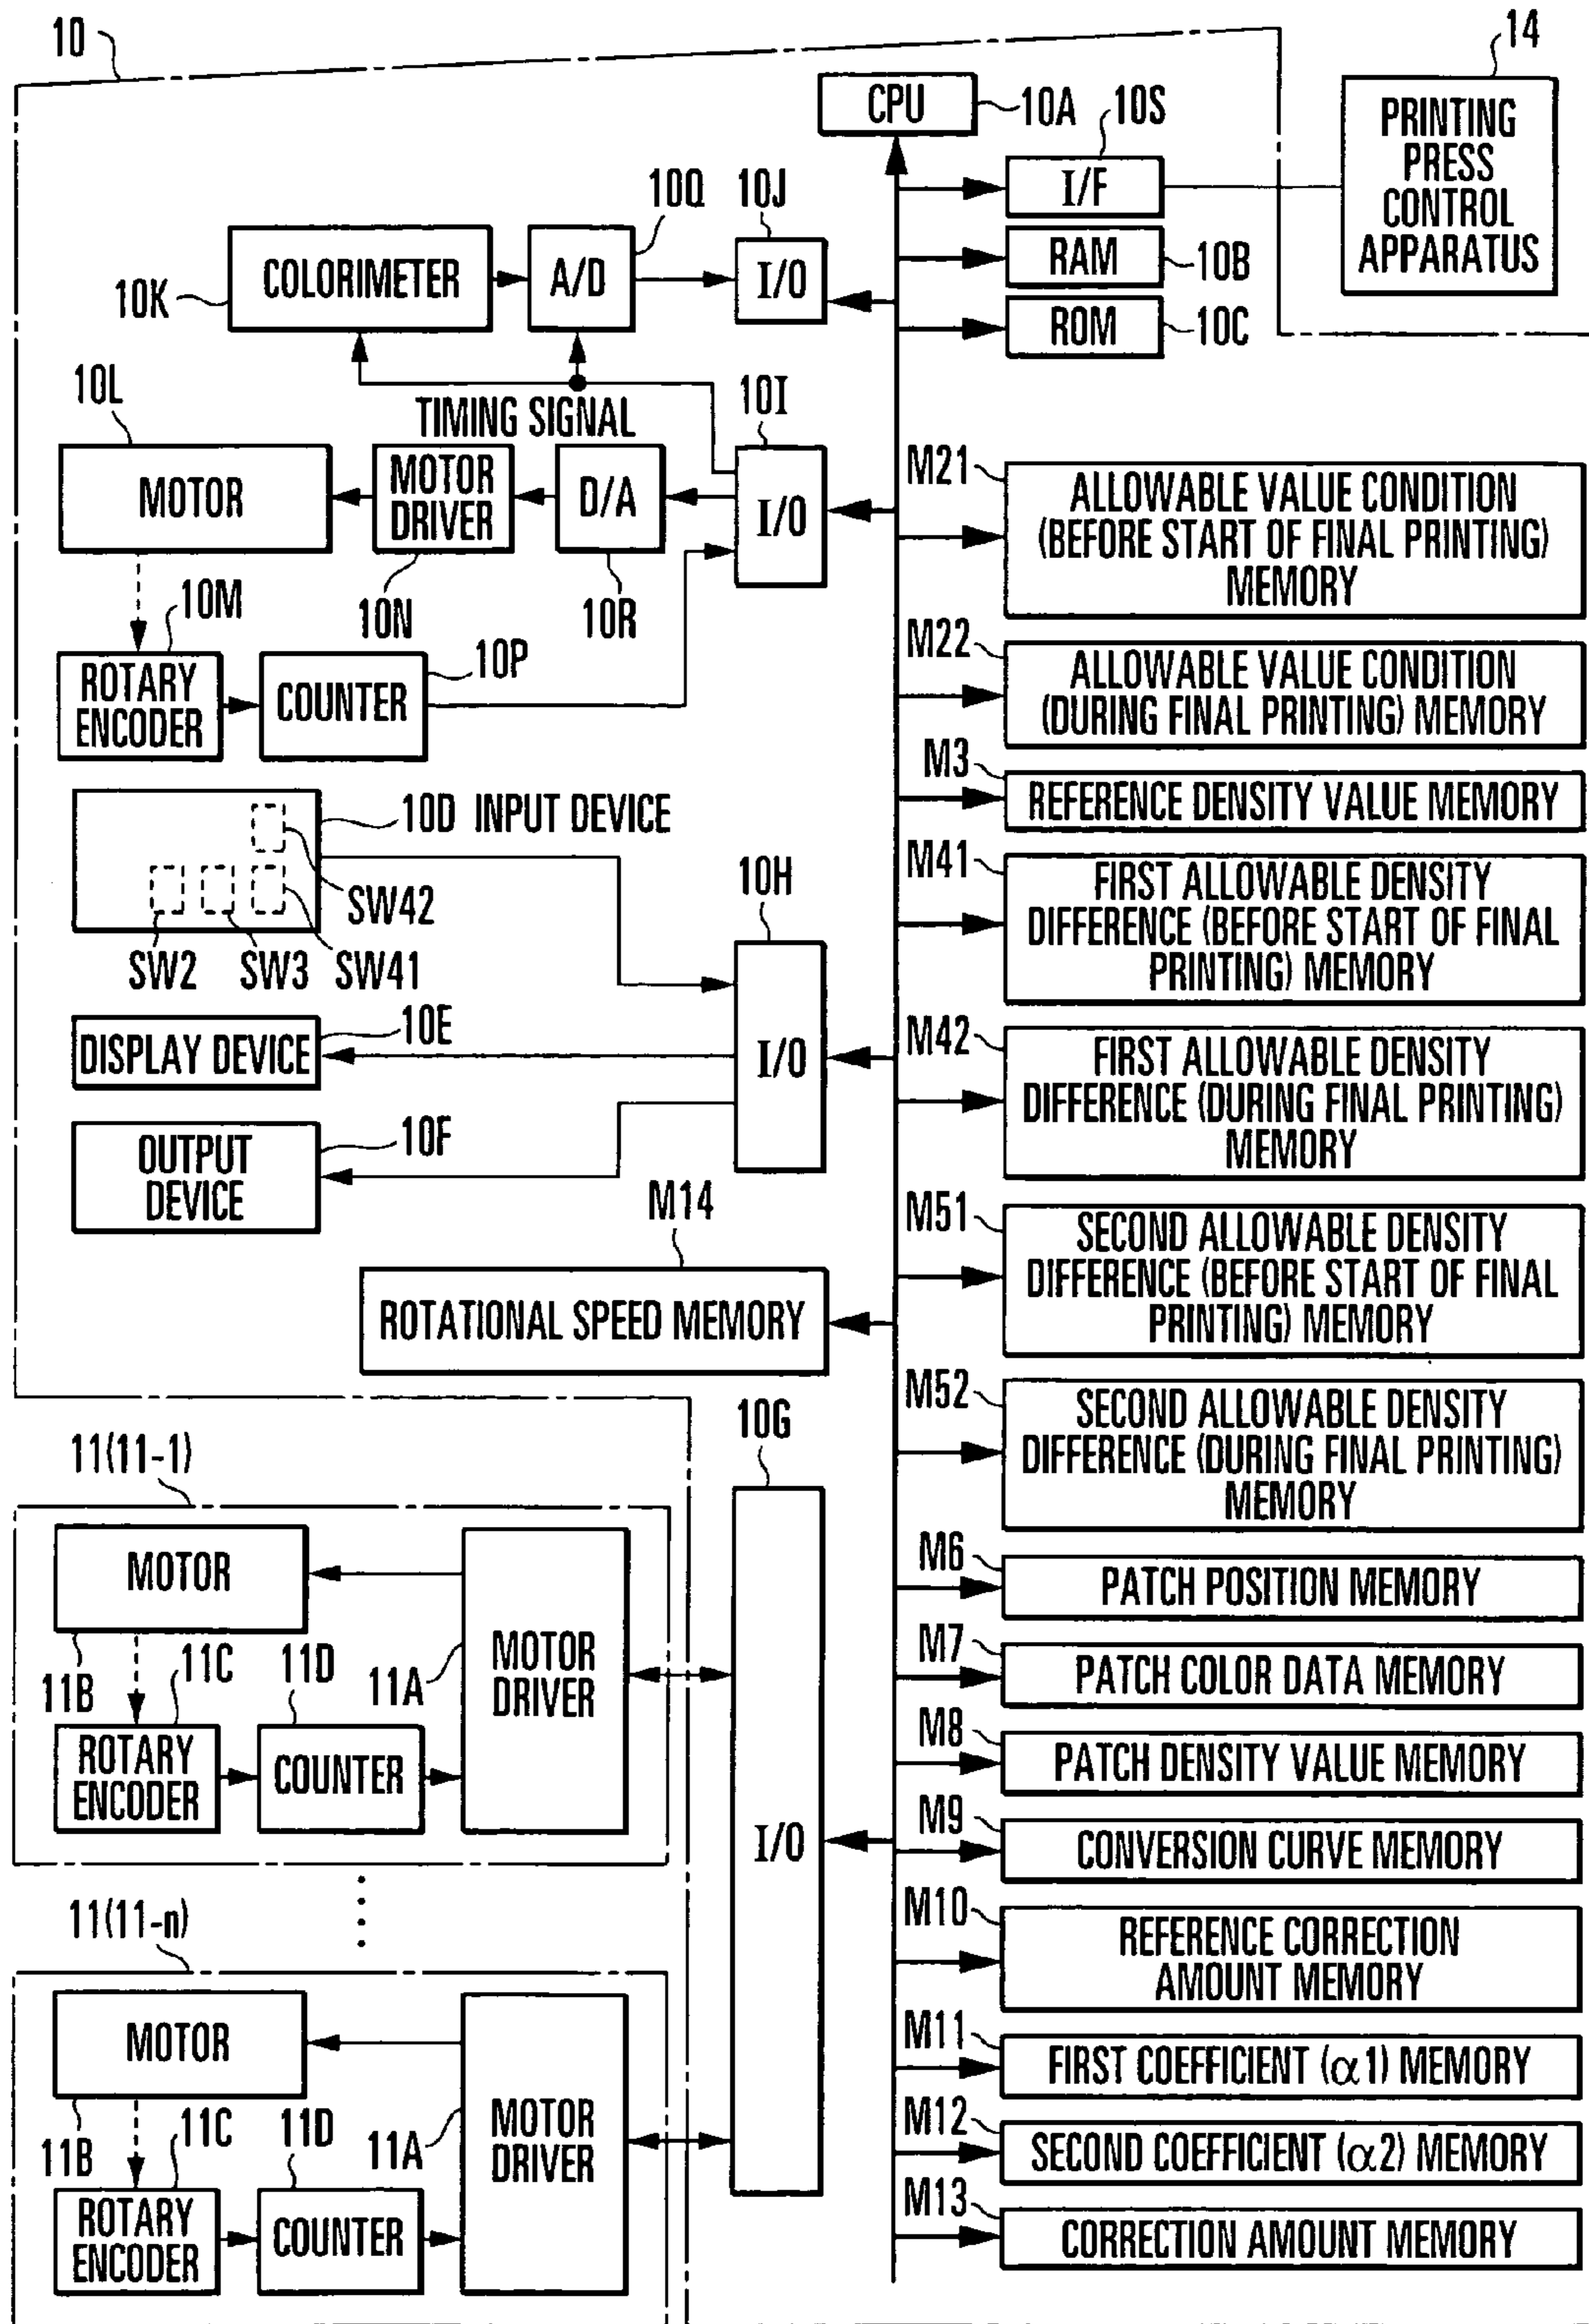 10
14
CPU
10A
10S
PRINTING
PRESS
CONTROL
APPARATUS
I/F
10Q
10J
COLORIMETER
A/D
I/O
10K
RAM
10B
ROM
10C
TIMING SIGNAL
10L
10I
MOTOR
MOTOR
DRIVER
D/A
I/O
10N
10R
10M
ROTARY
ENCODER
COUNTER
10P
M21
ALLOWABLE VALUE CONDITION
(BEFORE START OF FINAL PRINTING)
MEMORY
M22
ALLOWABLE VALUE CONDITION
(DURING FINAL PRINTING) MEMORY
M3
REFERENCE DENSITY VALUE MEMORY
10D INPUT DEVICE
SW42
SW2
SW3
SW41
10H
I/O
10E
DISPLAY DEVICE
10F
OUTPUT
DEVICE
M41
FIRST ALLOWABLE DENSITY
DIFFERENCE (BEFORE START OF FINAL
PRINTING) MEMORY
M42
FIRST ALLOWABLE DENSITY
DIFFERENCE (DURING FINAL PRINTING)
MEMORY
M14
ROTATIONAL SPEED MEMORY
M51
SECOND ALLOWABLE DENSITY
DIFFERENCE (BEFORE START OF FINAL
PRINTING) MEMORY
M52
SECOND ALLOWABLE DENSITY
DIFFERENCE (DURING FINAL PRINTING)
MEMORY
10G
I/O
11(11-1)
MOTOR
MOTOR
DRIVER
11B
11C
11D
11A
ROTARY
ENCODER
COUNTER
M6
PATCH POSITION MEMORY
M7
PATCH COLOR DATA MEMORY
M8
PATCH DENSITY VALUE MEMORY
M9
CONVERSION CURVE MEMORY
11(11-n)
MOTOR
MOTOR
DRIVER
11B
11C
11D
11A
ROTARY
ENCODER
COUNTER
M10
REFERENCE CORRECTION
AMOUNT MEMORY
M11
FIRST COEFFICIENT (α1) MEMORY
M12
SECOND COEFFICIENT (α2) MEMORY
M13
CORRECTION AMOUNT MEMORY